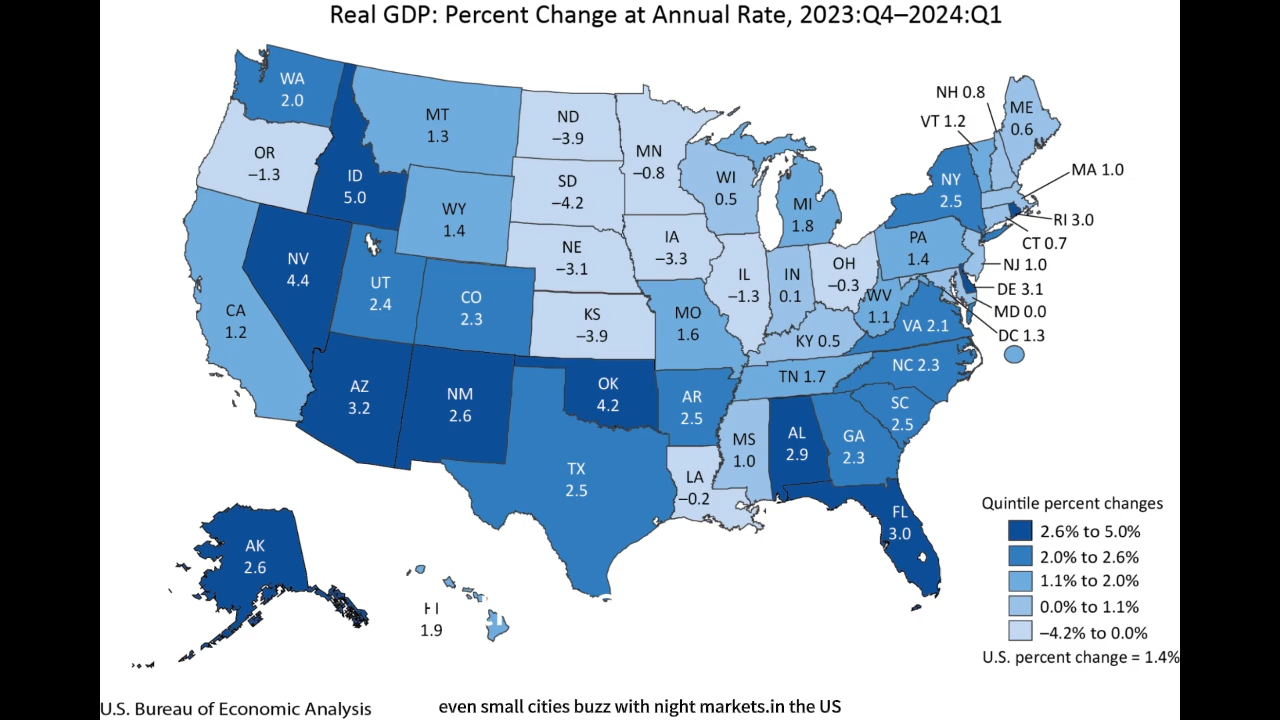 Real GDP: Percent Change at Annual Rate, 2023:Q4–2024:Q1
WA
2.0
OR
–1.3
CA
1.2
ID
5.0
NV
4.4
MT
1.3
WY
1.4
UT
2.4
CO
2.3
AZ
3.2
NM
2.6
ND
–3.9
SD
–4.2
NE
–3.1
KS
–3.9
OK
4.2
TX
2.5
MN
–0.8
IA
–3.3
MO
1.6
AR
2.5
LA
–0.2
WI
0.5
IL
–1.3
MI
1.8
IN
0.1
OH
–0.3
KY 0.5
TN 1.7
MS
1.0
AL
2.9
GA
2.3
FL
3.0
SC
2.5
NC 2.3
VA 2.1
WV
1.1
PA
1.4
NY
2.5
NH 0.8
VT 1.2
ME
0.6
MA 1.0
RI 3.0
CT 0.7
NJ 1.0
DE 3.1
MD 0.0
DC 1.3
AK
2.6
1.9
Quintile percent changes
2.6% to 5.0%
2.0% to 2.6%
1.1% to 2.0%
0.0% to 1.1%
–4.2% to 0.0%
U.S. percent change = 1.4%
U.S. Bureau of Economic Analysis
even small cities buzz with night markets.in the US